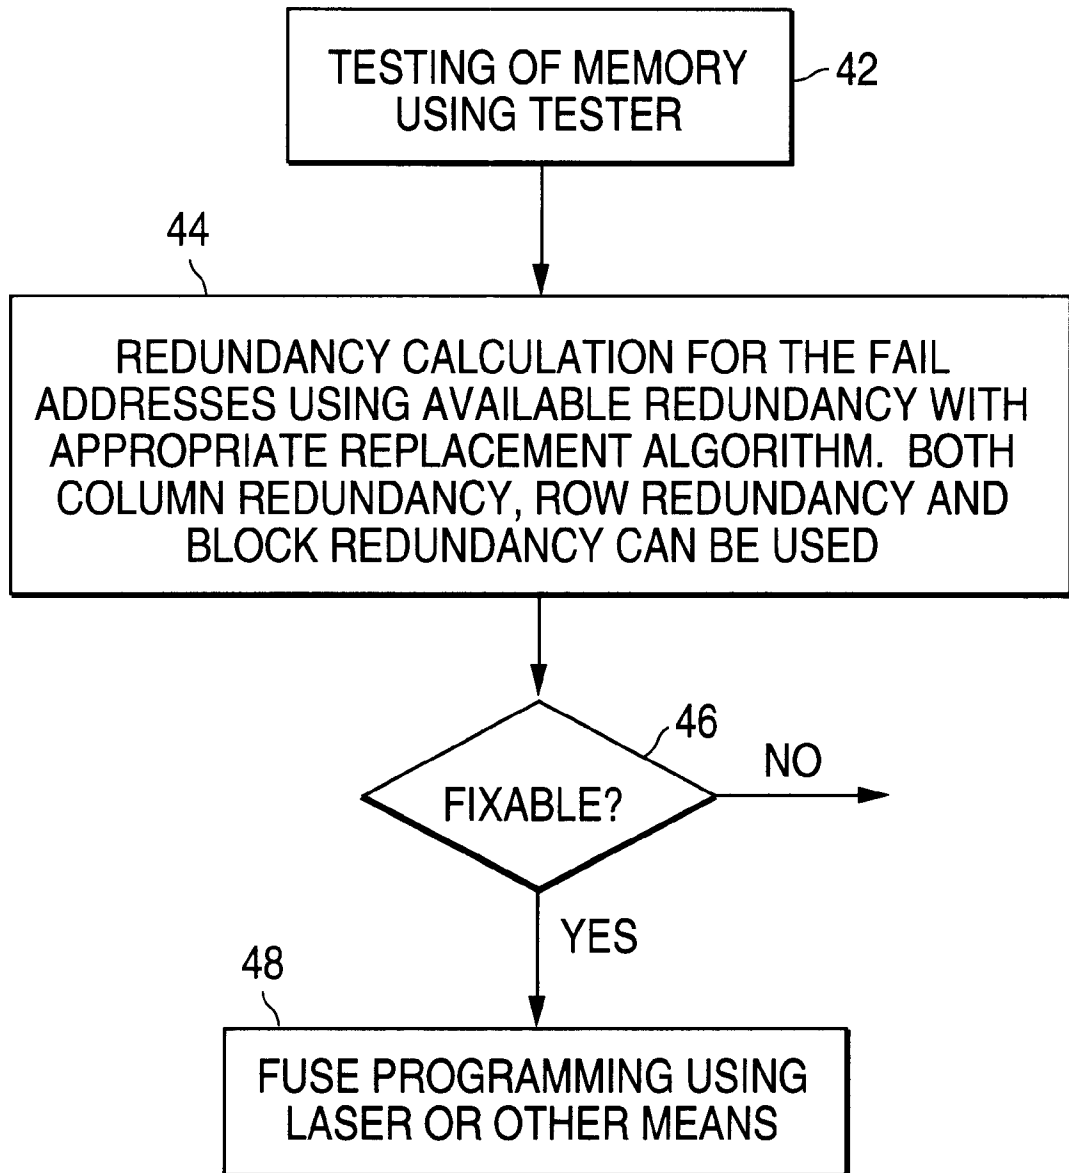 TESTING OF MEMORY
USING TESTER
42
44
REDUNDANCY CALCULATION FOR THE FAIL
ADDRESSES USING AVAILABLE REDUNDANCY WITH
APPROPRIATE REPLACEMENT ALGORITHM. BOTH
COLUMN REDUNDANCY, ROW REDUNDANCY AND
BLOCK REDUNDANCY CAN BE USED
46
NO
FIXABLE?
YES
48
FUSE PROGRAMMING USING
LASER OR OTHER MEANS